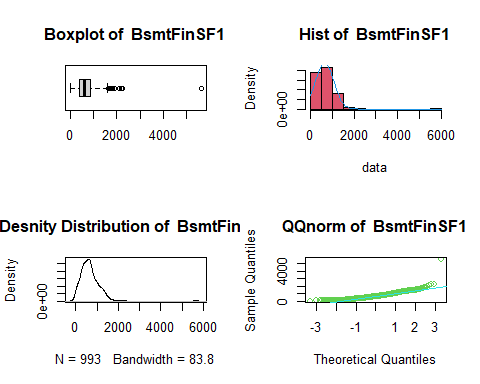 Boxplot of BsmtFinSF1
0 2000 4000
Hist of BsmtFinSF1
Density
0e+00
0 2000 4000 6000
data
Desnity Distribution of BsmtFin
Density
0e+00
0 2000 4000 6000
N = 993 Bandwidth = 83.8
QQnorm of BsmtFinSF1
Sample Quantiles
0 4000
-3 -1 1 2 3
Theoretical Quantiles